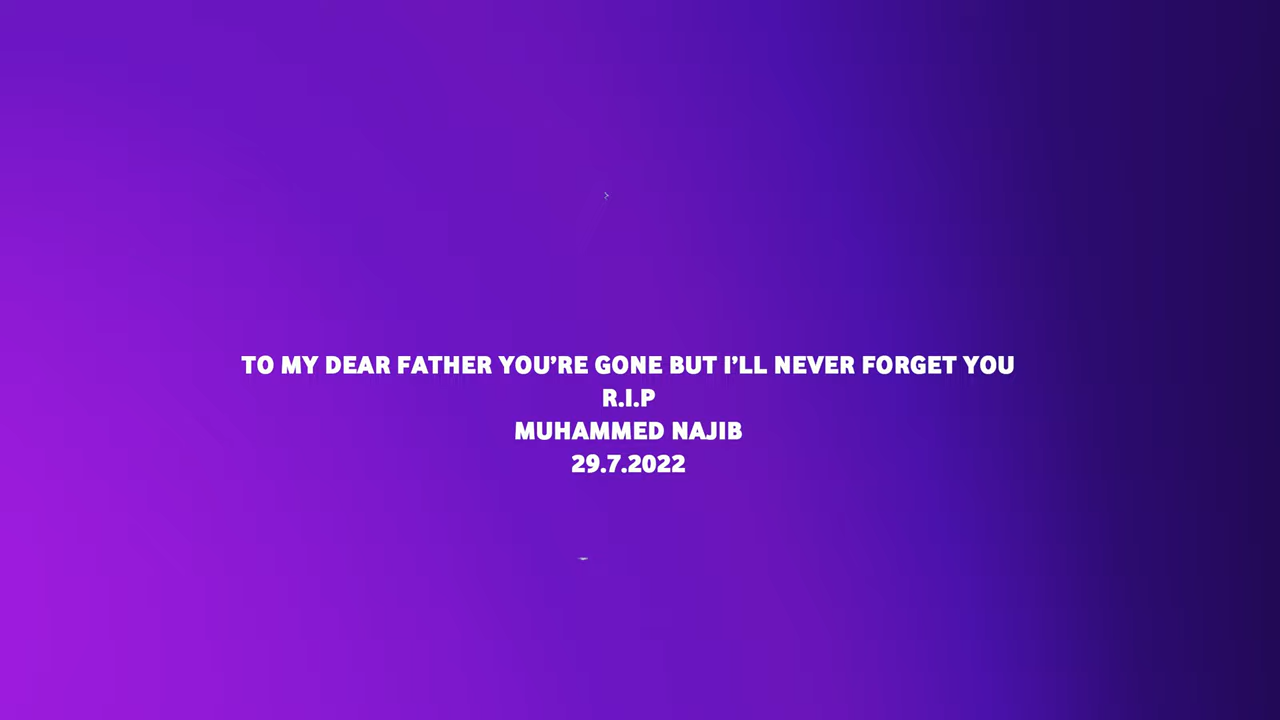 TO MY DEAR FATHER YOU’RE GONE BUT I’LL NEVER FORGET YOU
R.I.P
MUHAMMED NAJIB
29.7.2022